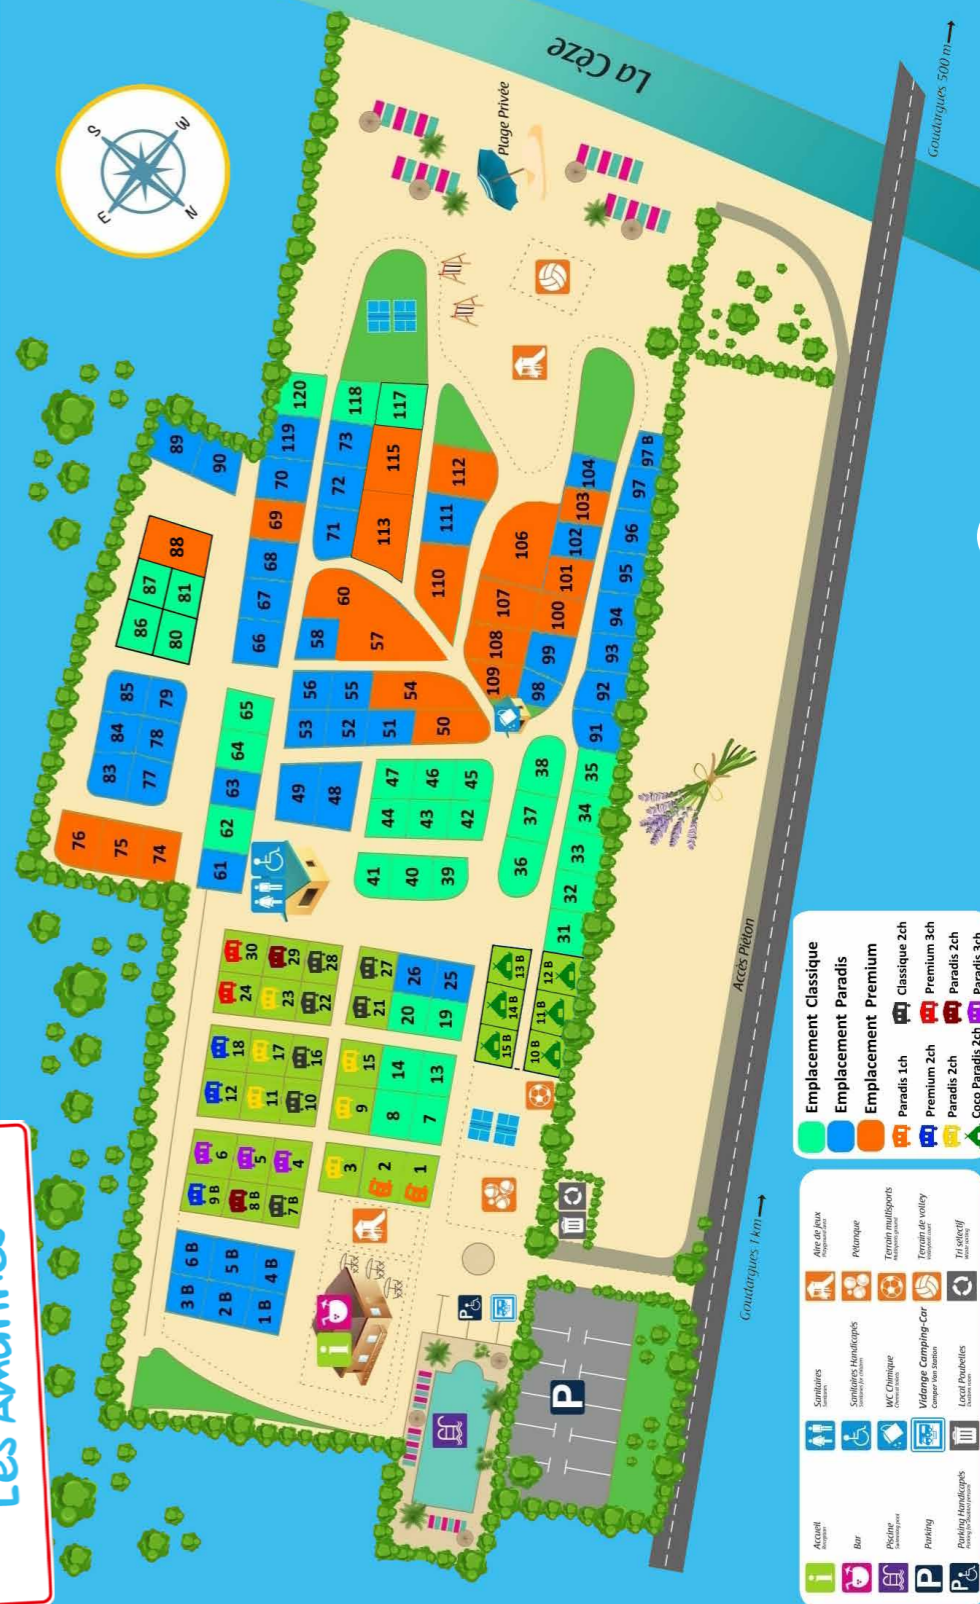 Les Amarines
S
W
E
N
La Cèze
Plage Privée
Goudargues 500 m
Goudargues 1 km
Accès Piéton
76
75
74
83
84
85
77
78
79
86
87
80
81
88
89
90
61
62
63
64
65
66
67
68
69
70
119
120
49
48
53
56
52
55
51
54
50
58
57
60
71
72
73
118
113
115
117
110
111
112
41
40
39
44
47
43
46
42
45
36
37
38
109
108
107
106
98
99
100
101
102
103
104
31
32
33
34
35
91
92
93
94
95
96
97
97 B
3 B
6 B
2 B
5 B
1 B
4 B
9 B
6
8 B
5
7 B
4
12
18
11
17
10
16
24
30
23
29
22
28
3
2
1
9
15
8
14
7
13
21
27
20
26
19
25
15 B
14 B
13 B
10 B
11 B
12 B
i
P
P
Accueil
Bar
Piscine
Parking
Parking Handicapés
Sanitaires
Sanitaires Handicapés
WC Chimique
Vidange Camping-Car
Camper Van Station
Local Poubelles
Aire de jeux
Pétanque
Terrain multisports
Terrain de volley
Tri sélectif
Emplacement Classique
Emplacement Paradis
Emplacement Premium
Paradis 1ch
Classique 2ch
Premium 2ch
Premium 3ch
Paradis 2ch
Paradis 2ch
Coco Paradis 2ch
Paradis 3ch